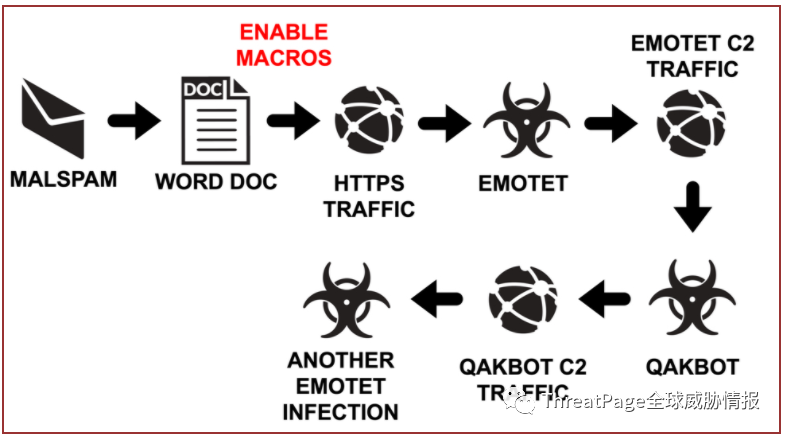 ENABLE
MACROS
EMOTET C2
TRAFFIC
DOC
MALSPAM
WORD DOC
HTTPS
TRAFFIC
EMOTET
ANOTHER
EMOTET
INFECTION
QAKBOT C2
TRAFFIC
QAKBOT
ThreatPage全球威胁情报